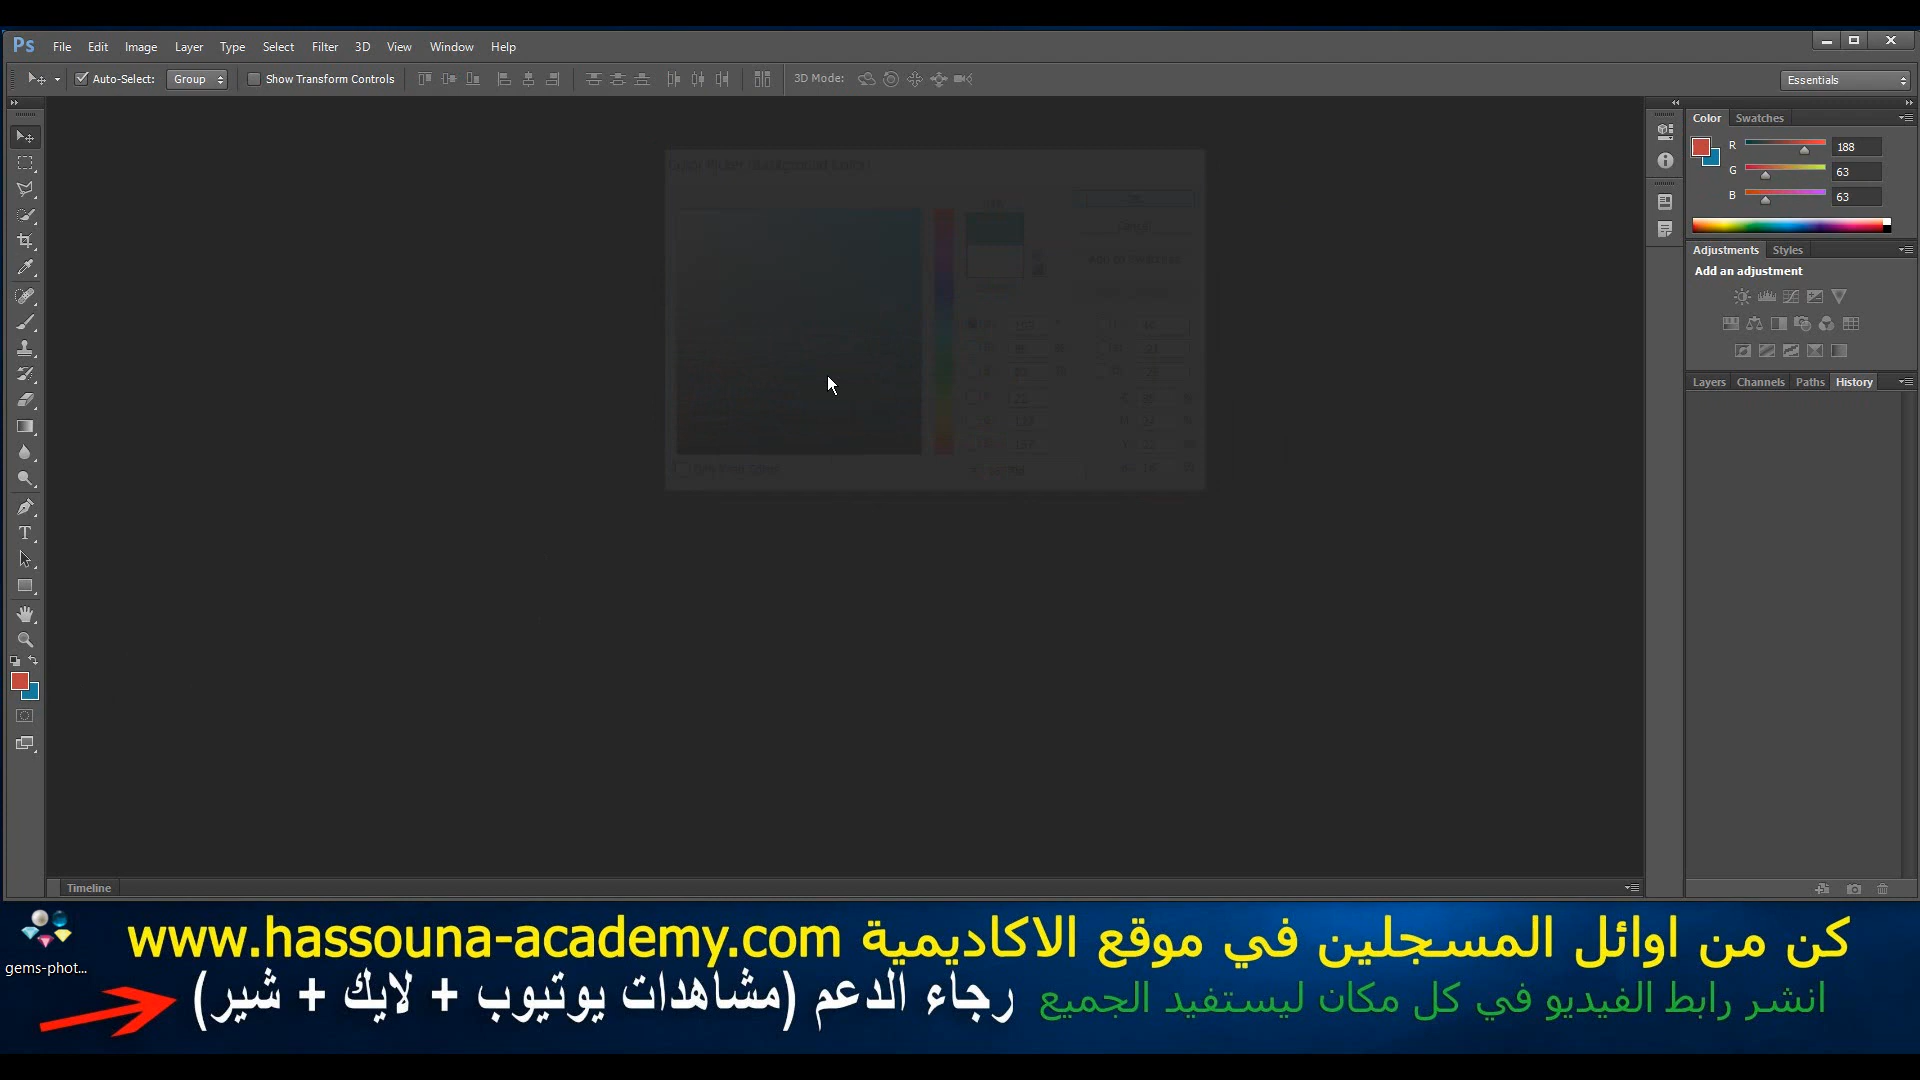 Ps File Edit Image Layer Type Select Filter 3D View Window Help
Auto-Select: Group Show Transform Controls 3D Mode: Essentials
Color Swatches
R 188
G 63
B 63
Adjustments Styles
Add an adjustment
Layers Channels Paths History
T
Timeline
كن من اوائل المسجلين في موقع الاكاديمية www.hassouna-academy.com
gems-phot...
انشر رابط الفيديو في كل مكان ليستفيد الجميع
رجاء الدعم (مشاهدات يوتيوب + لايك + شير)